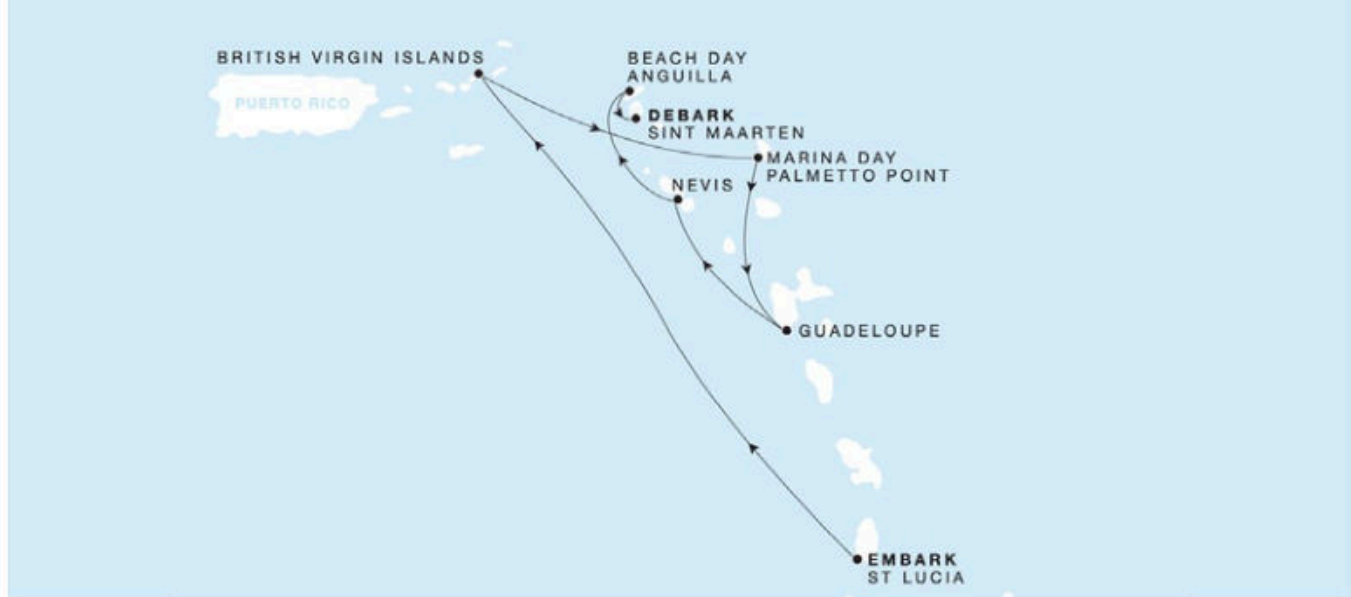 BRITISH VIRGIN ISLANDS
PUERTO RICO
BEACH DAY
ANGUILLA
DEBARK
SINT MAARTEN
MARINA DAY
PALMETTO POINT
NEVIS
GUADELOUPE
EMBARK
ST LUCIA